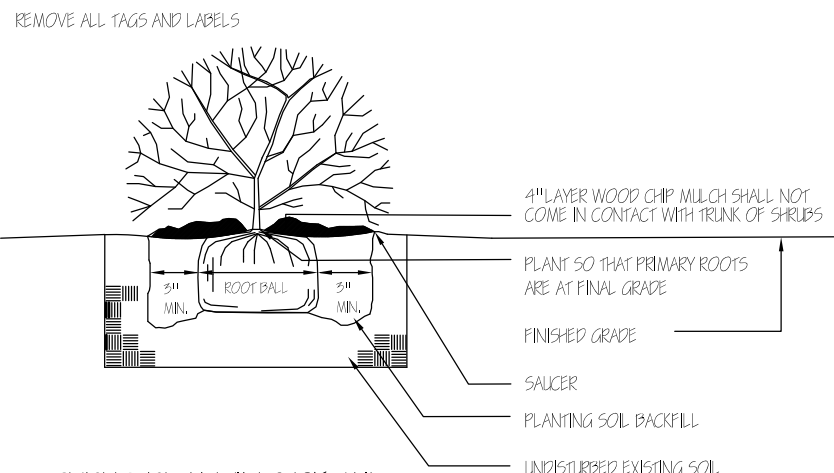 REMOVE ALL TAGS AND LABELS
4" LAYER WOOD CHIP MULCH SHALL NOT
COME IN CONTACT WITH TRUNK OF SHRUBS
PLANT SO THAT PRIMARY ROOTS
ARE AT FINAL GRADE
3"
MIN.
ROOT BALL
3"
MIN.
FINISHED GRADE
SAUCER
PLANTING SOIL BACKFILL
UNDISTURBED EXISTING SOIL